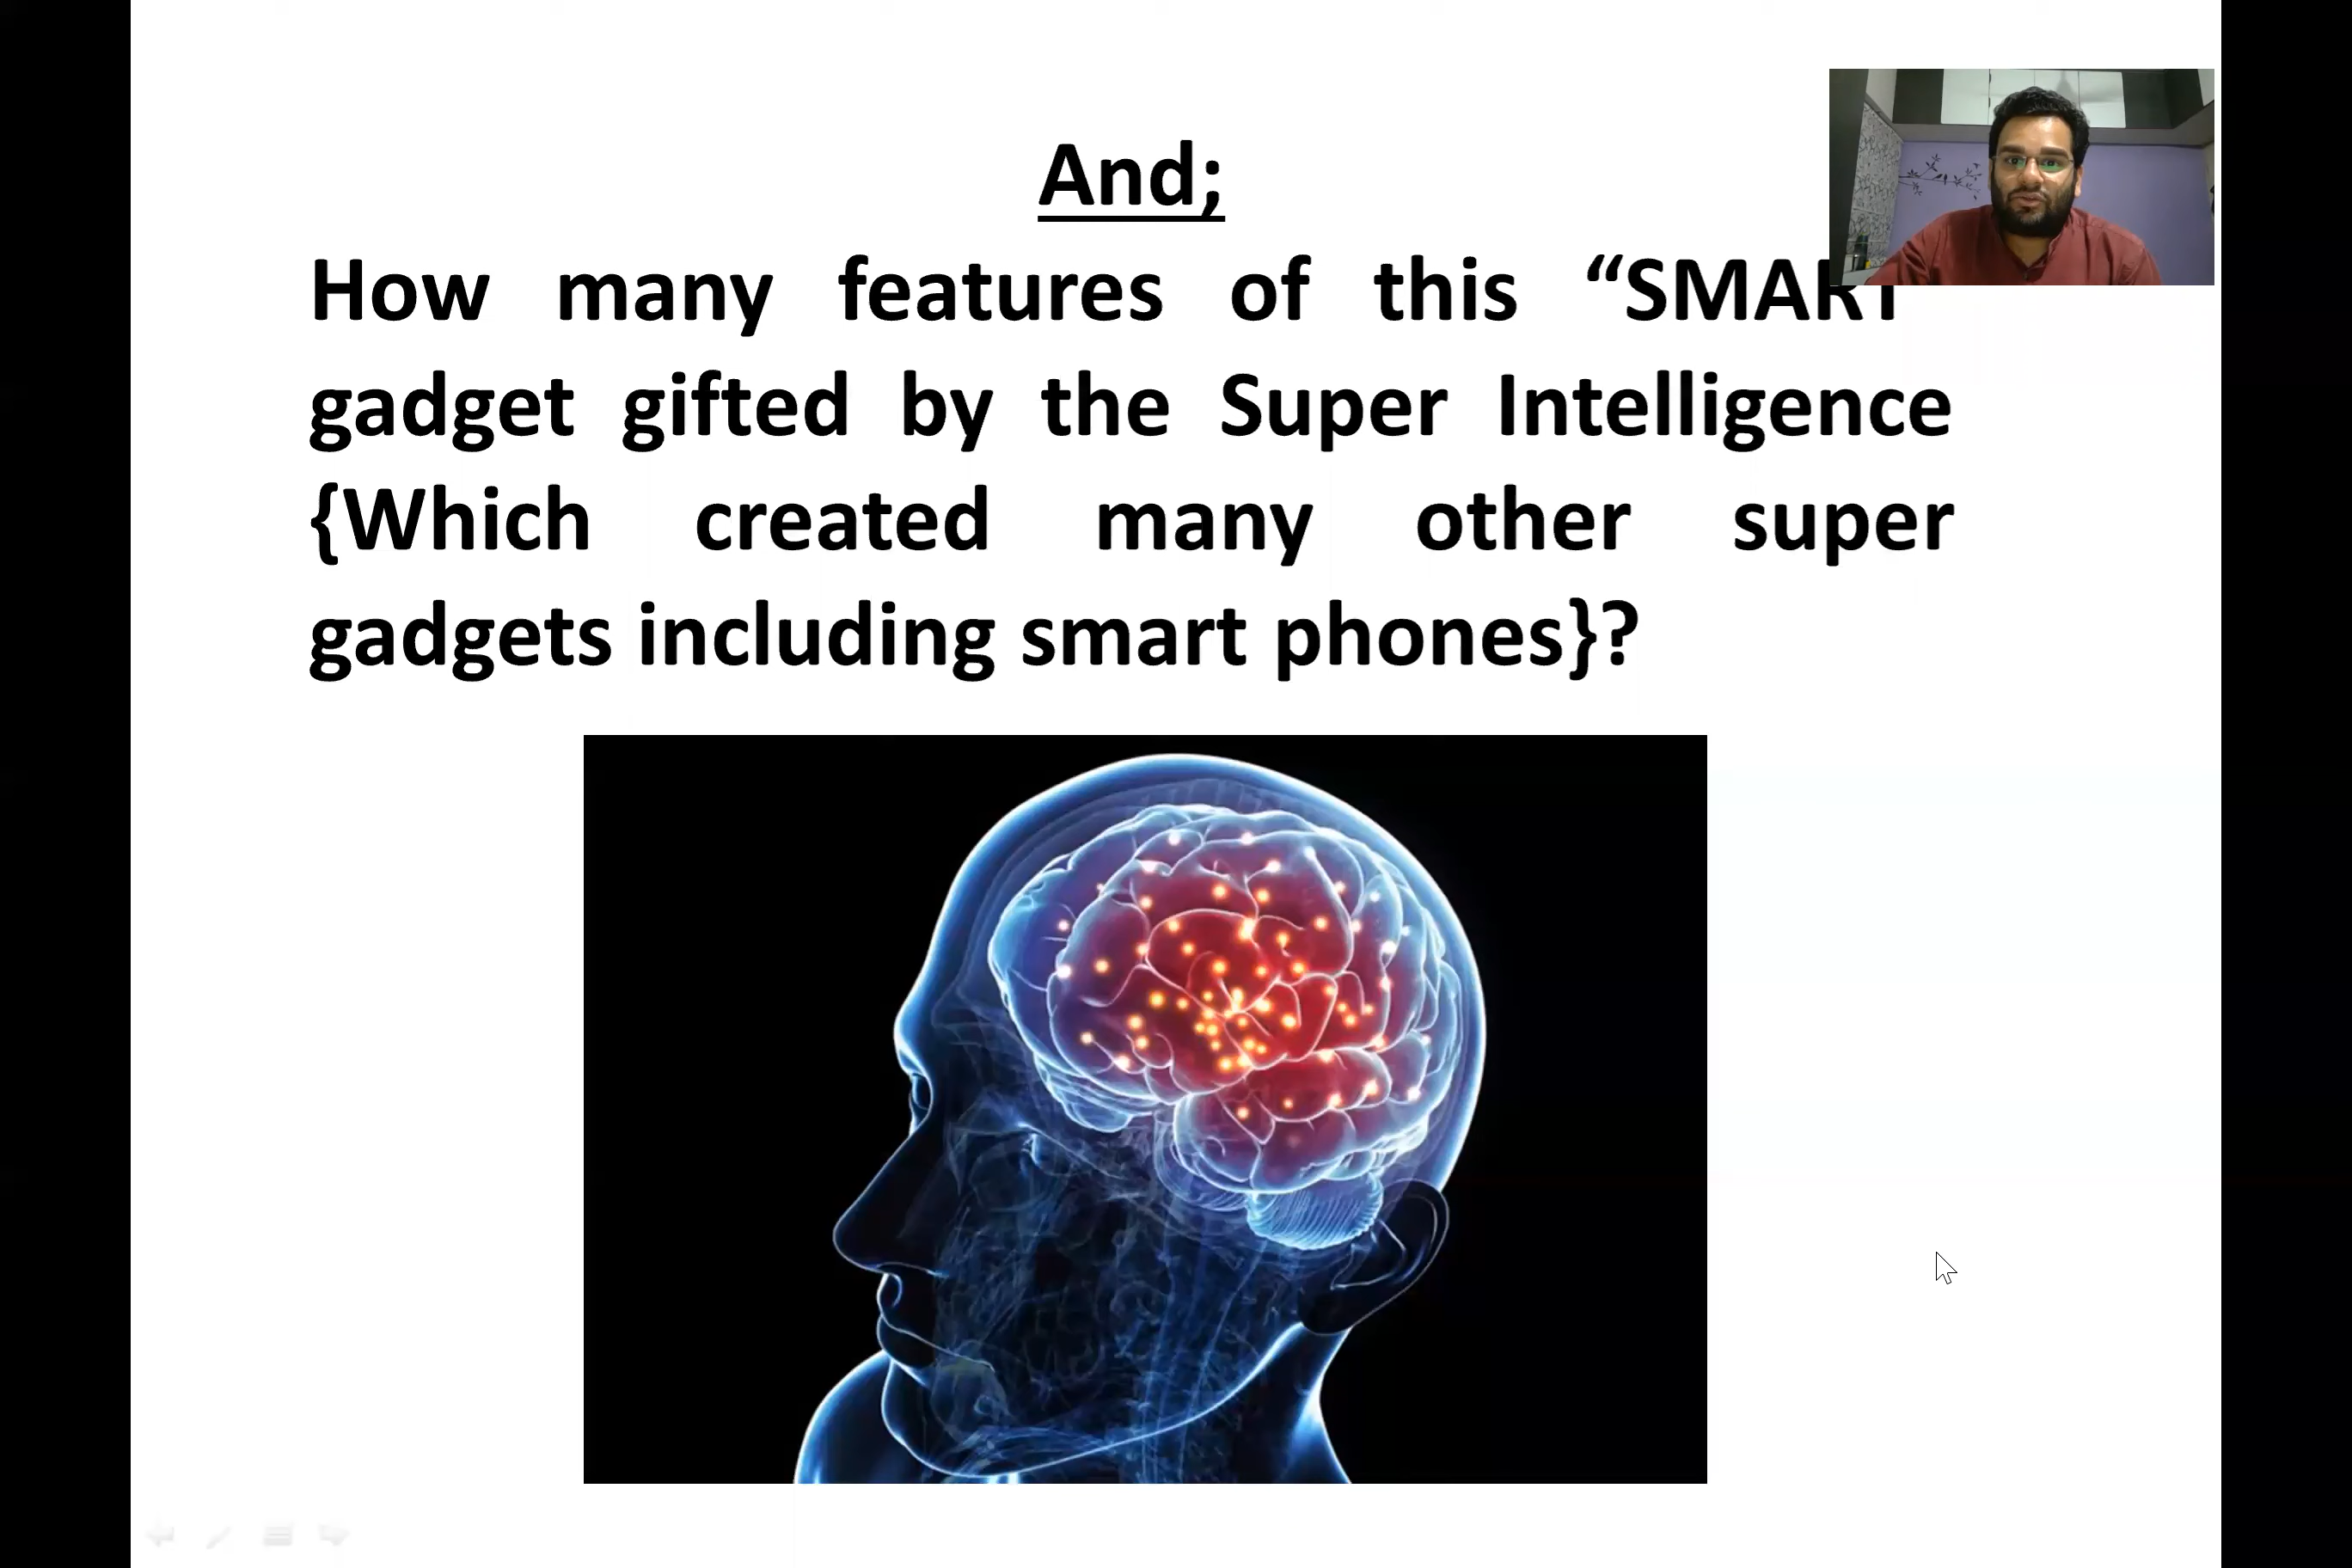 And;
How many features of this “SMART
gadget gifted by the Super Intelligence
{Which created many other super
gadgets including smart phones}?